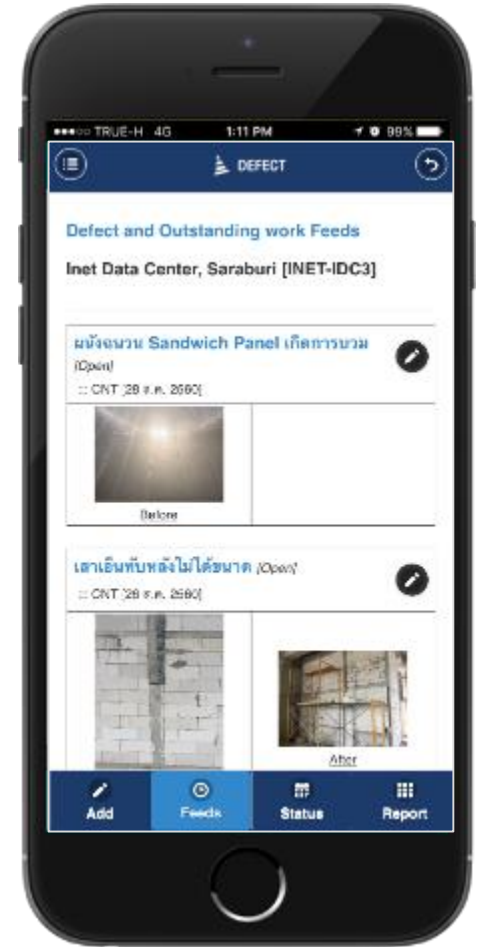 TRUE-H 4G 1:11 PM 99%
DEFECT
Defect and Outstanding work Feeds
Inet Data Center, Saraburi [INET-IDC3]
ผนังฉนวน Sandwich Panel เกิดการบวม
[Open]
::: CNT [28 ธ.ค. 2560]
Before
เสาเอ็นทับหลังไม่ได้ขนาด [Open]
::: CNT [26 ธ.ค. 2560]
After
Add Feeds Status Report